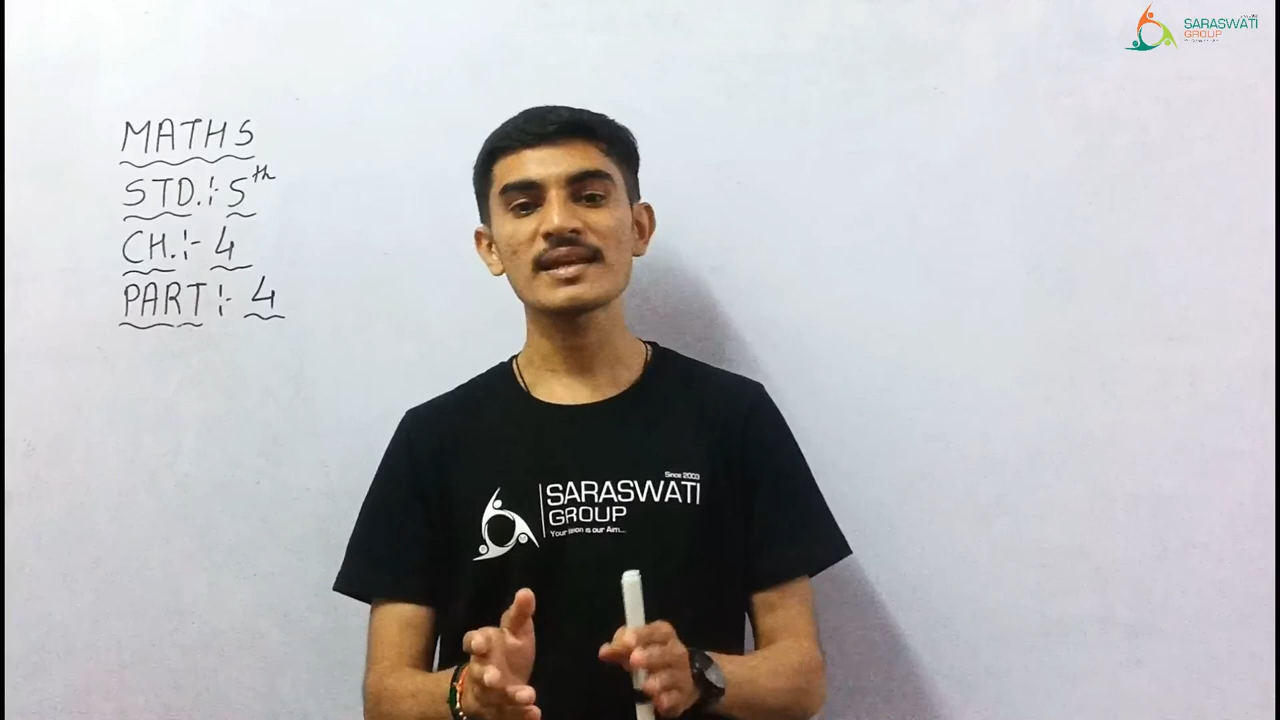 MATHS
STD.:- 5th
CH.:- 4
PART :- 4
SARASWATI
GROUP
Since 2003
SARASWATI
GROUP
Your Vision is our Aim...